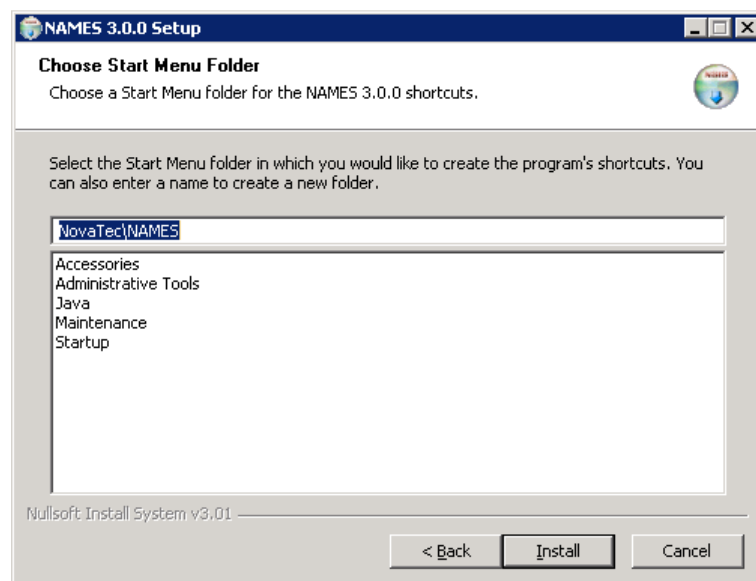 NAMES 3.0.0 Setup
Choose Start Menu Folder
Choose a Start Menu folder for the NAMES 3.0.0 shortcuts.
NAMES
Select the Start Menu folder in which you would like to create the program's shortcuts. You
can also enter a name to create a new folder.
NovaTec\NAMES
Accessories
Administrative Tools
Java
Maintenance
Startup
Nullsoft Install System v3.01
< Back
Install
Cancel